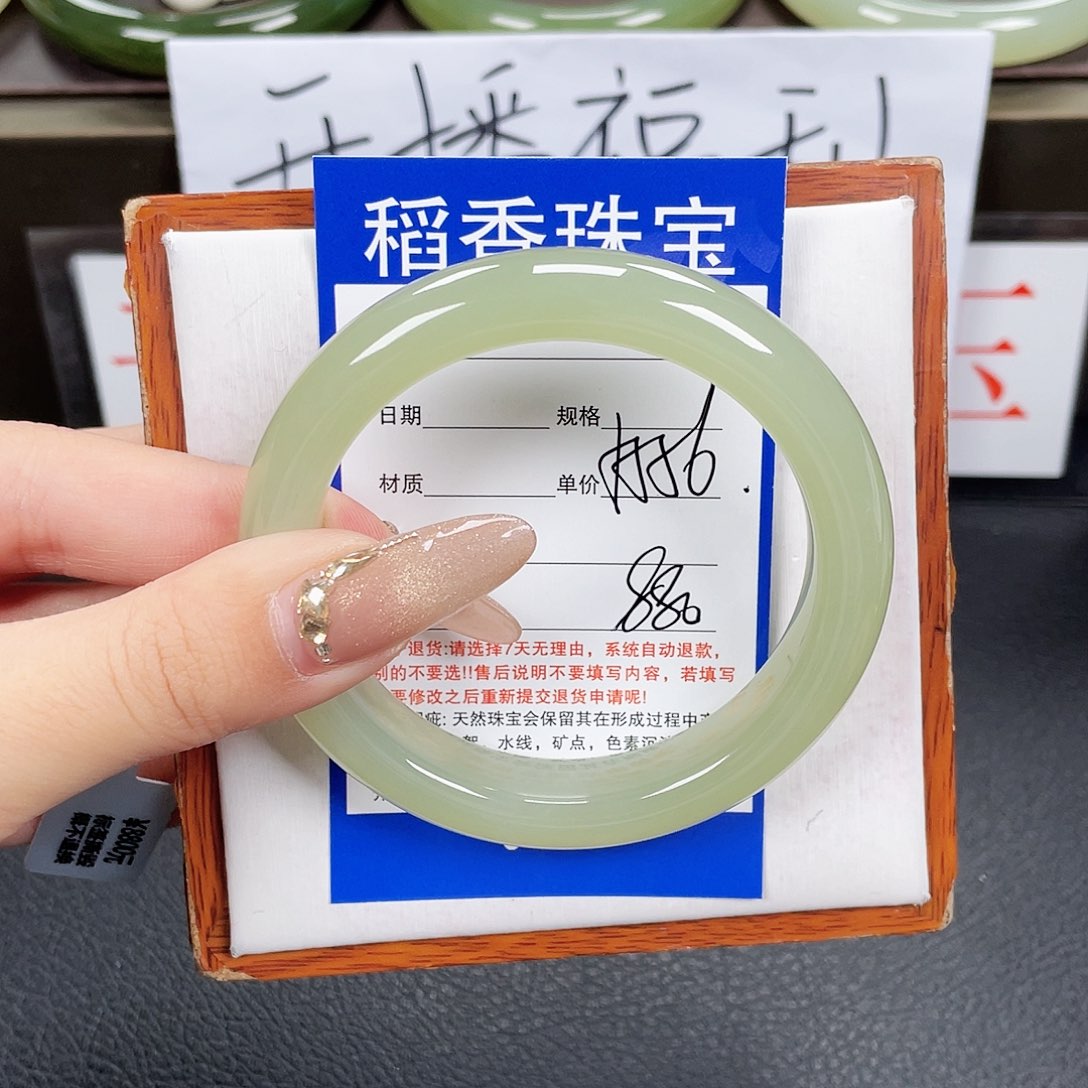 开播福利
稻香珠宝
日期 规格
材质 单价
880
退货:请选择7天无理由，系统自动退款，
别的不要选!!售后说明不要填写内容，若填写
要修改之后重新提交退货申请呢!
疵: 天然珠宝会保留其在形成过程中
絮、水线，矿点，色素沉
三